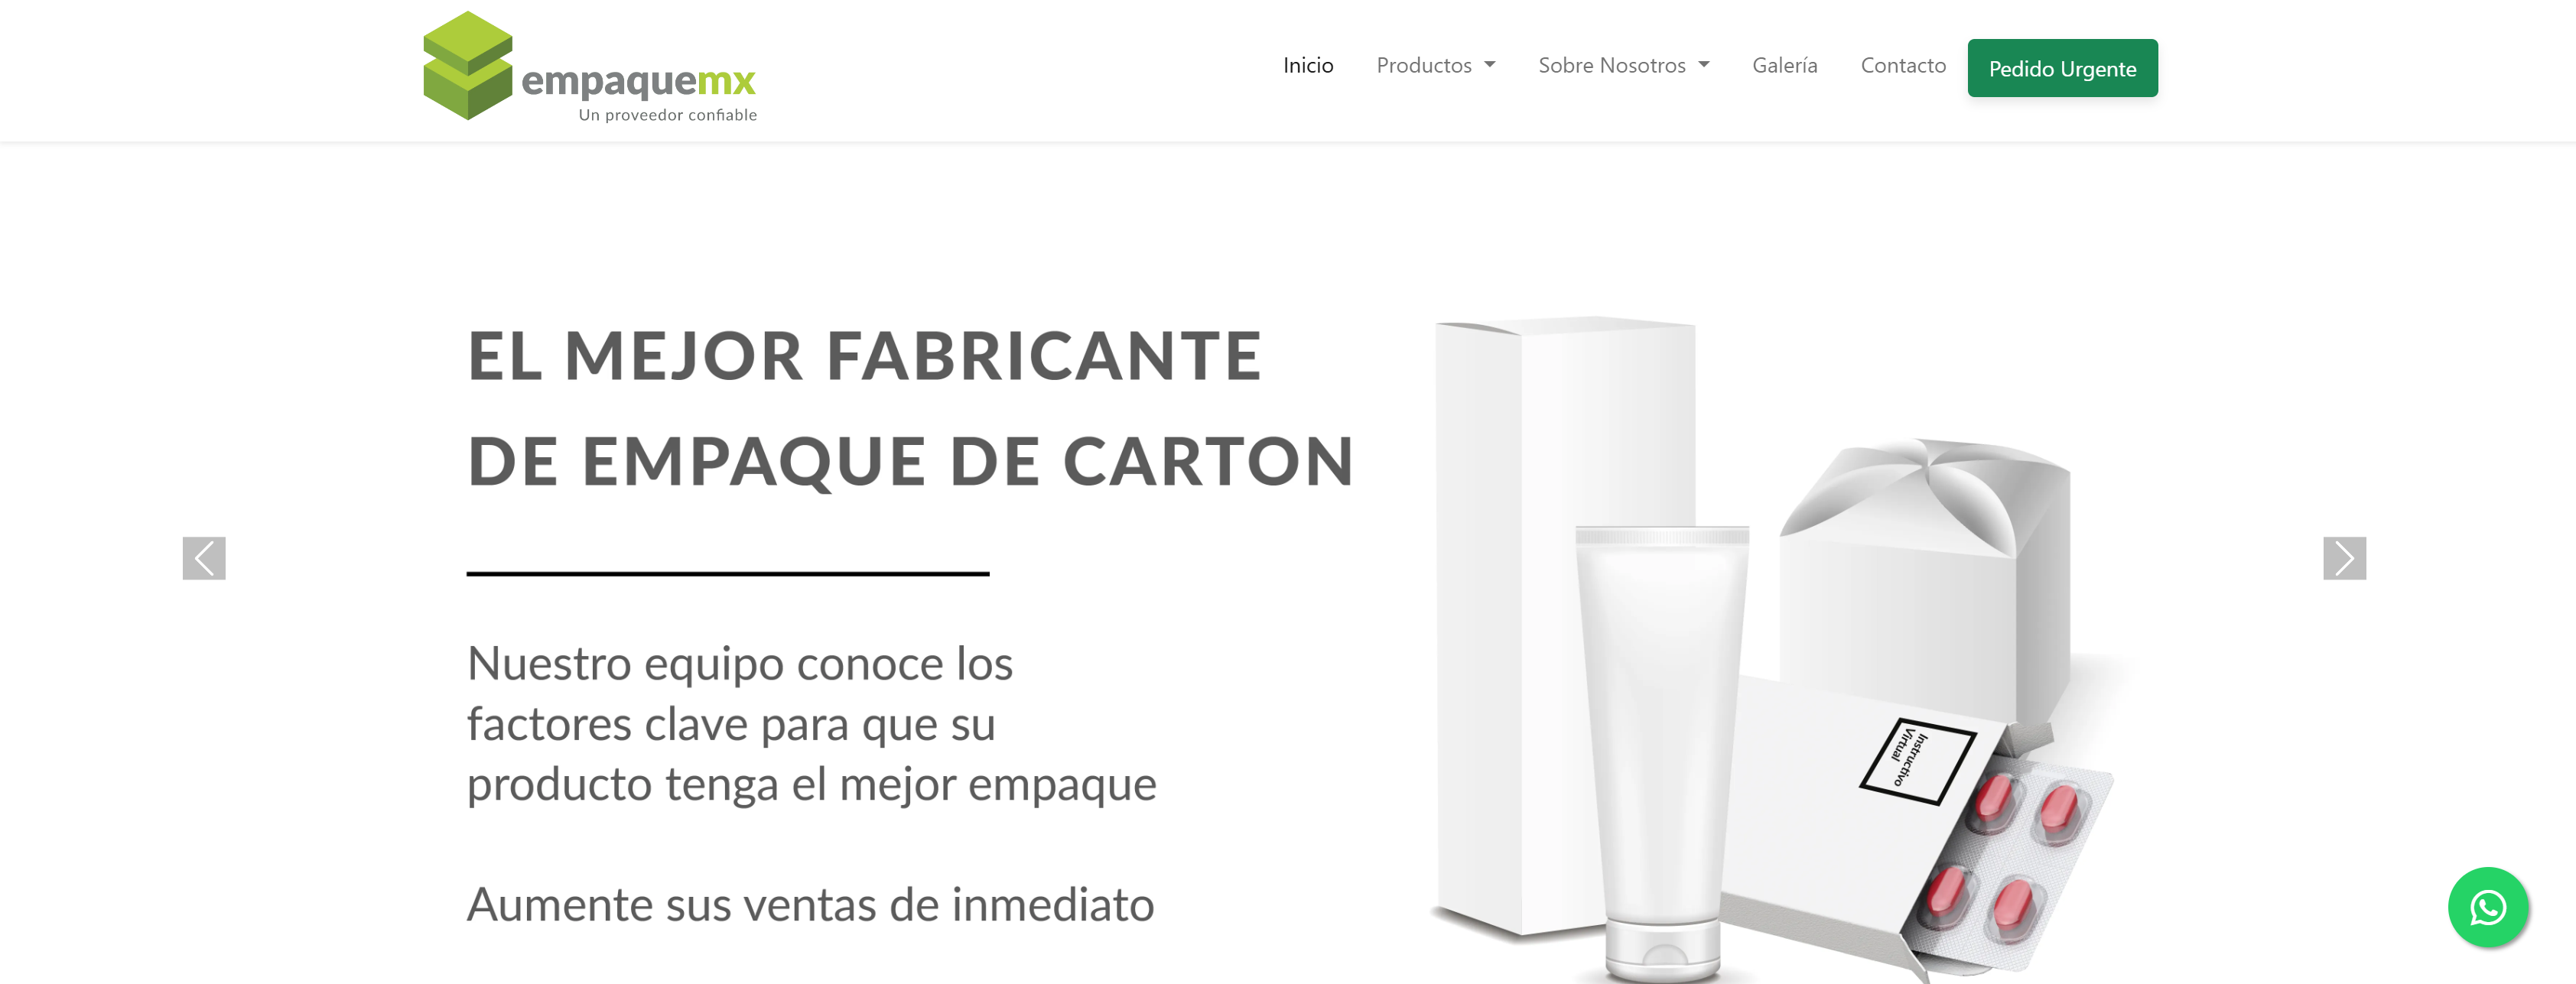 empaquemx
Un proveedor confiable
Inicio
Productos
Sobre Nosotros
Galería
Contacto
Pedido Urgente
EL MEJOR FABRICANTE
DE EMPAQUE DE CARTON
Nuestro equipo conoce los
factores clave para que su
producto tenga el mejor empaque
Aumente sus ventas de inmediato
Instructivo
Virtual